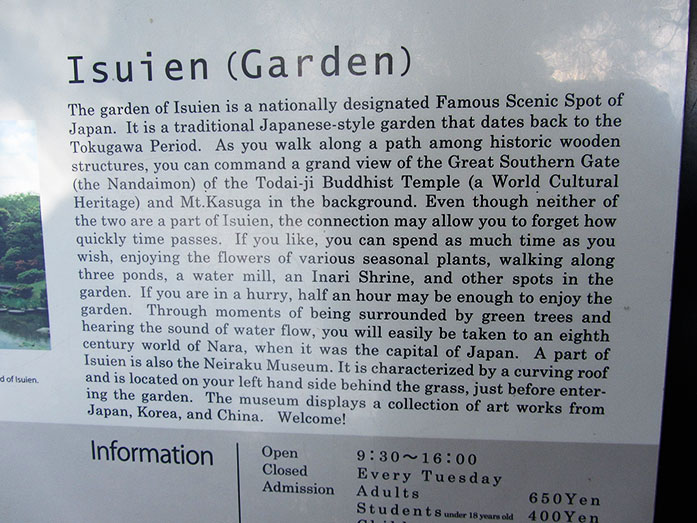 Isuien (Garden)
The garden of Isuien is a nationally designated Famous Scenic Spot of
Japan. It is a traditional Japanese-style garden that dates back to the
Tokugawa Period. As you walk along a path among historic wooden
structures, you can command a grand view of the Great Southern Gate
(the Nandaimon) of the Todai-ji Buddhist Temple (a World Cultural
Heritage) and Mt.Kasuga in the background. Even though neither of
the two are a part of Isuien, the connection may allow you to forget how
quickly time passes. If you like, you can spend as much time as you
wish, enjoying the flowers of various seasonal plants, walking along
three ponds, a water mill, an Inari Shrine, and other spots in the
garden. If you are in a hurry, half an hour may be enough to enjoy the
garden. Through moments of being surrounded by green trees and
hearing the sound of water flow, you will easily be taken to an eighth
century world of Nara, when it was the capital of Japan. A part of
Isuien is also the Neiraku Museum. It is characterized by a curving roof
and is located on your left hand side behind the grass, just before enter-
ing the garden. The museum displays a collection of art works from
Japan, Korea, and China. Welcome!
d of Isuien.
Information
Open 9:30〜16:00
Closed Every Tuesday
Admission Adults 650Yen
Students under 18 years old 400Yen